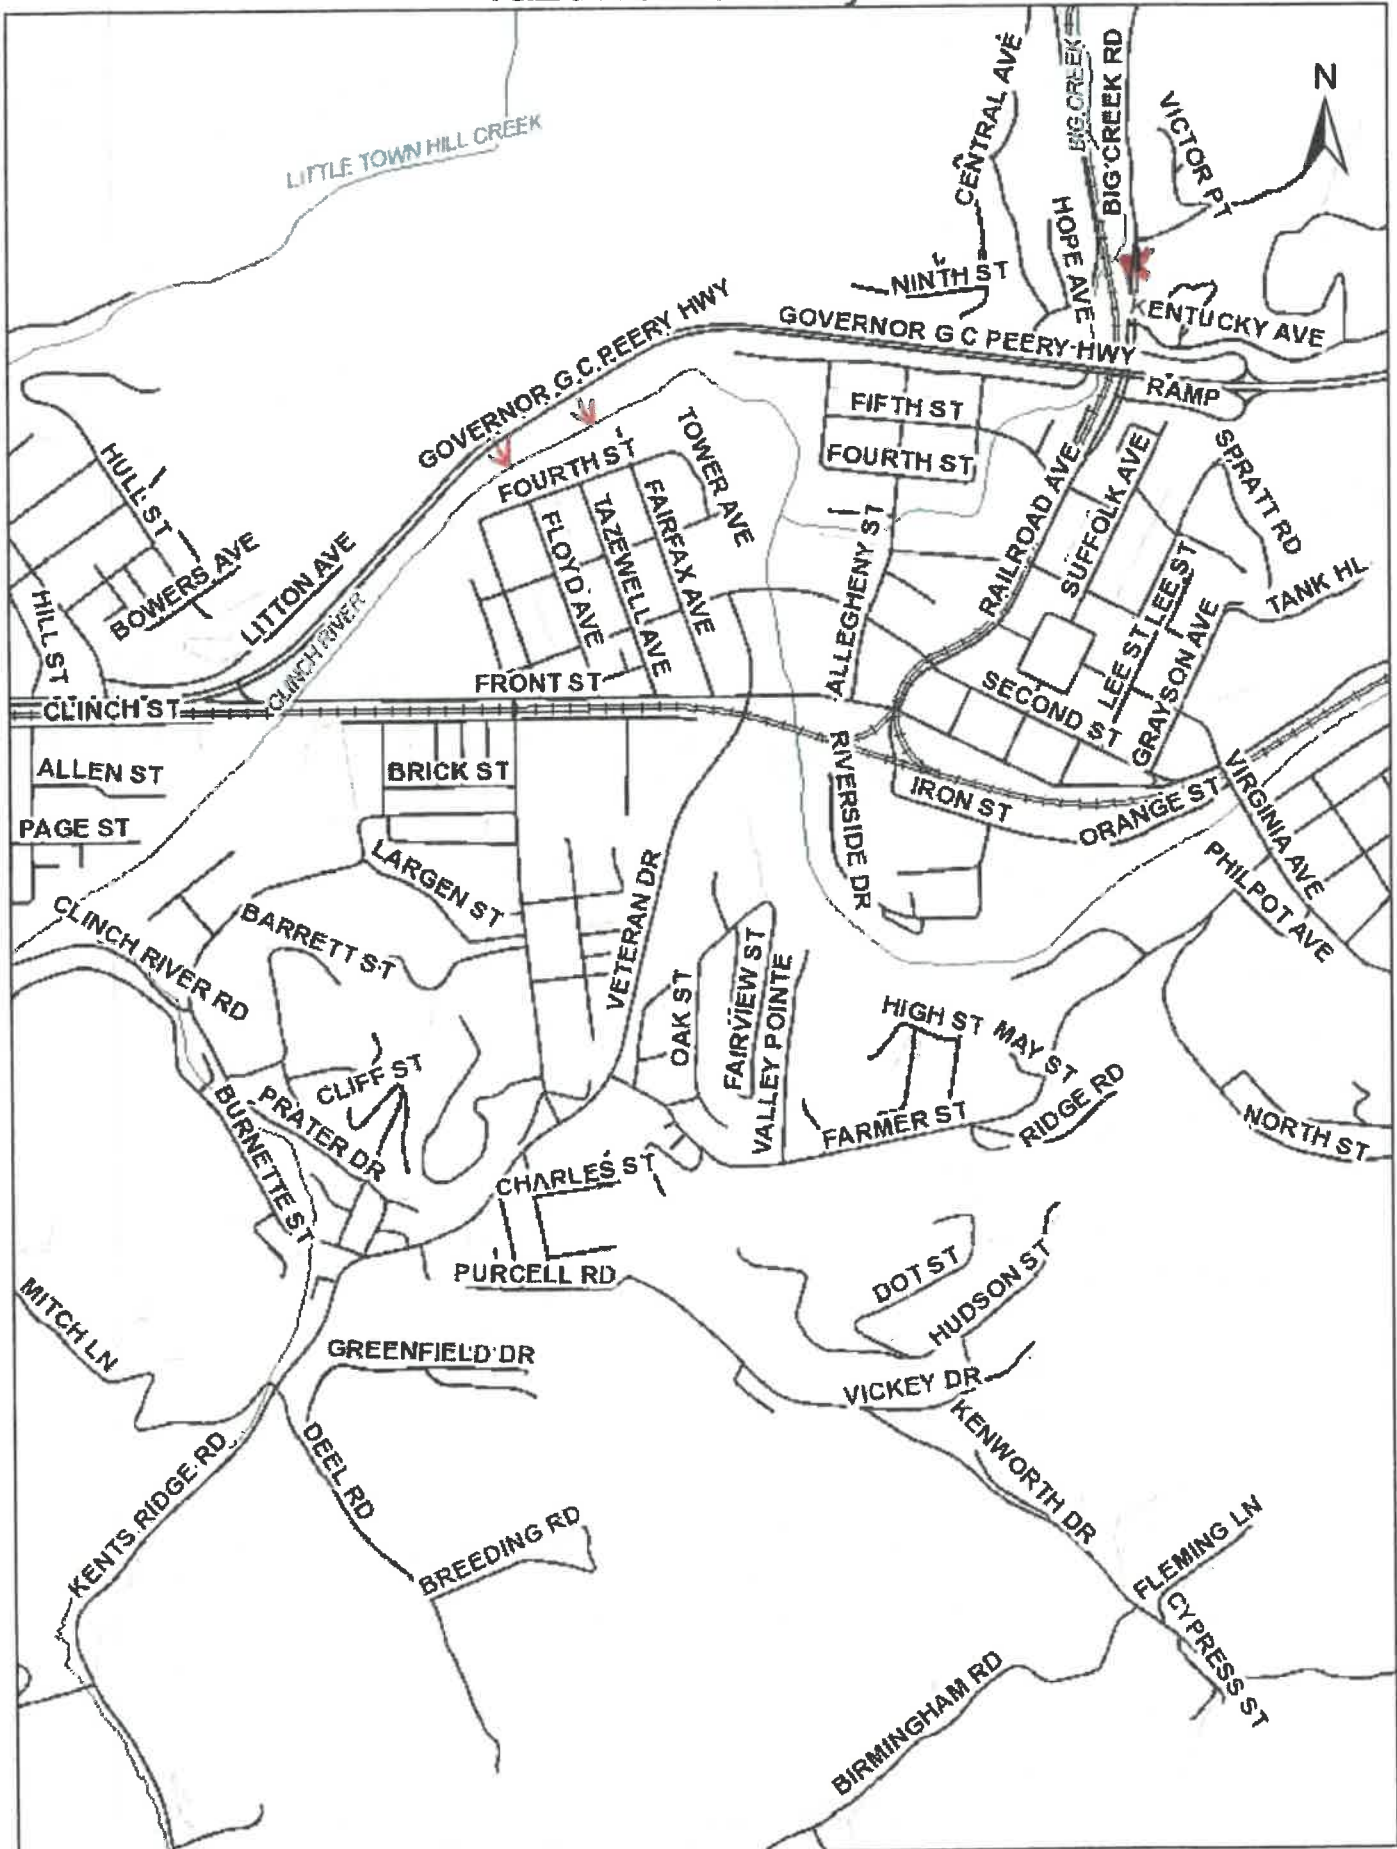 N
CENTRAL AVE
BIG CREEK
BIG CREEK RD
VICTOR PT
LITTLE TOWN HILL CREEK
HOPE AVE
NINTH ST
GOVERNOR G C PEERY HWY
GOVERNOR G C PEERY HWY
KENTUCKY AVE
RAMP
FIFTH ST
FOURTH ST
TOWER AVE
FOURTH ST
HULL ST
SPRATT RD
FAIRFAX AVE
TAZEWELL AVE
FLOYD AVE
RAILROAD AVE
SUFFOLK AVE
ALLEGHENY ST
LEE ST
LEE ST
TANK HL
BOWERS AVE
LITTON AVE
HILL ST
CLINCH RIVER
GRAYSON AVE
FRONT ST
SECOND ST
CLINCH ST
ALLEN ST
BRICK ST
RIVERSIDE DR
IRON ST
ORANGE ST
VIRGINIA AVE
PAGE ST
LARGEN ST
PHILPOT AVE
VETERAN DR
CLINCH RIVER RD
BARRETT ST
OAK ST
FAIRVIEW ST
VALLEY POINTE
HIGH ST
MAY ST
CLIFF ST
RIDGE RD
FARMER ST
NORTH ST
PRATER DR
BURNETTE ST
CHARLES ST
PURCELL RD
DOT ST
HUDSON ST
MITCH LN
GREENFIELD DR
VICKEY DR
KENWORTH DR
DEEL RD
KENTS RIDGE RD
BREEDING RD
FLEMING LN
CYPRESS ST
BIRMINGHAM RD